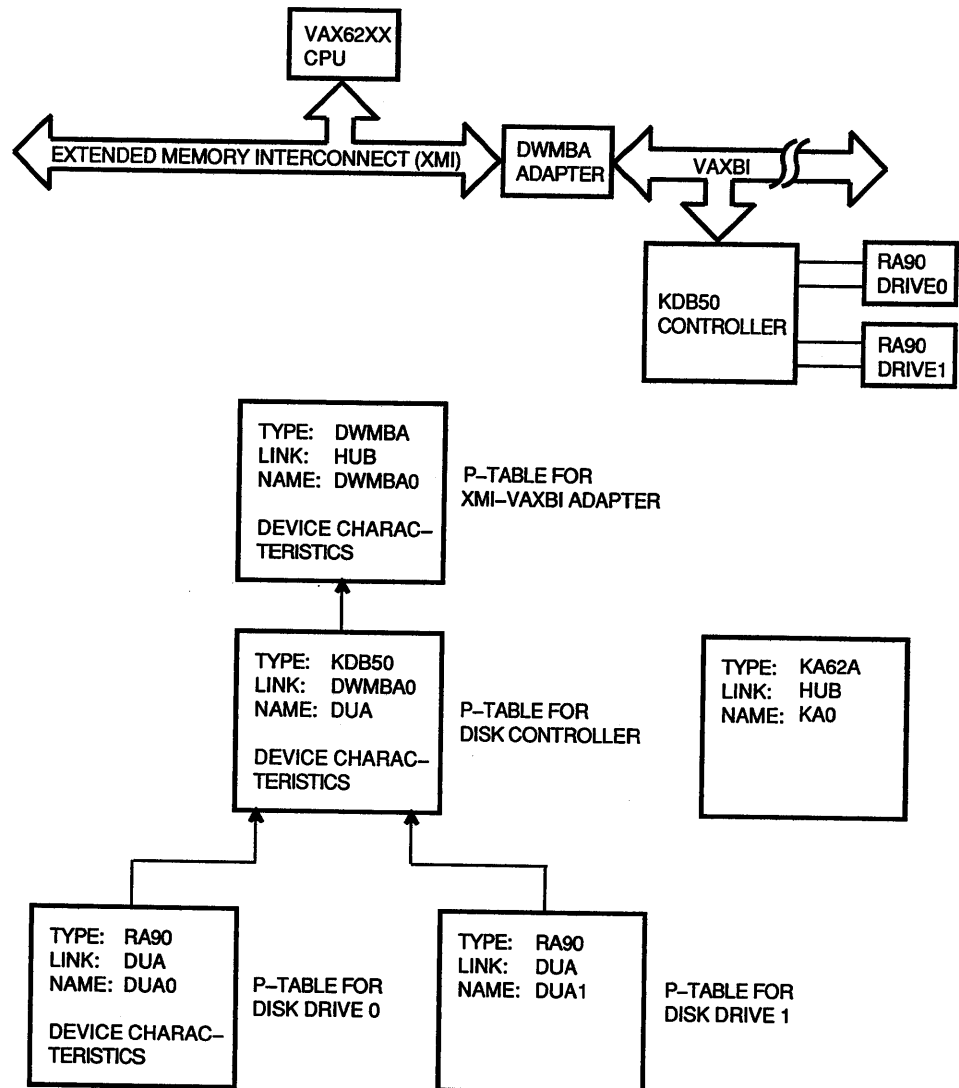 VAX62XX
CPU
EXTENDED MEMORY INTERCONNECT (XMI)
DWMBA
ADAPTER
VAXBI
KDB50
CONTROLLER
RA90
DRIVE0
RA90
DRIVE1
TYPE: DWMBA
LINK: HUB
NAME: DWMBA0
DEVICE CHARAC–
TERISTICS
P–TABLE FOR
XMI–VAXBI ADAPTER
TYPE: KDB50
LINK: DWMBA0
NAME: DUA
DEVICE CHARAC–
TERISTICS
P–TABLE FOR
DISK CONTROLLER
TYPE: KA62A
LINK: HUB
NAME: KA0
TYPE: RA90
LINK: DUA
NAME: DUA0
DEVICE CHARAC–
TERISTICS
P–TABLE FOR
DISK DRIVE 0
TYPE: RA90
LINK: DUA
NAME: DUA1
P–TABLE FOR
DISK DRIVE 1